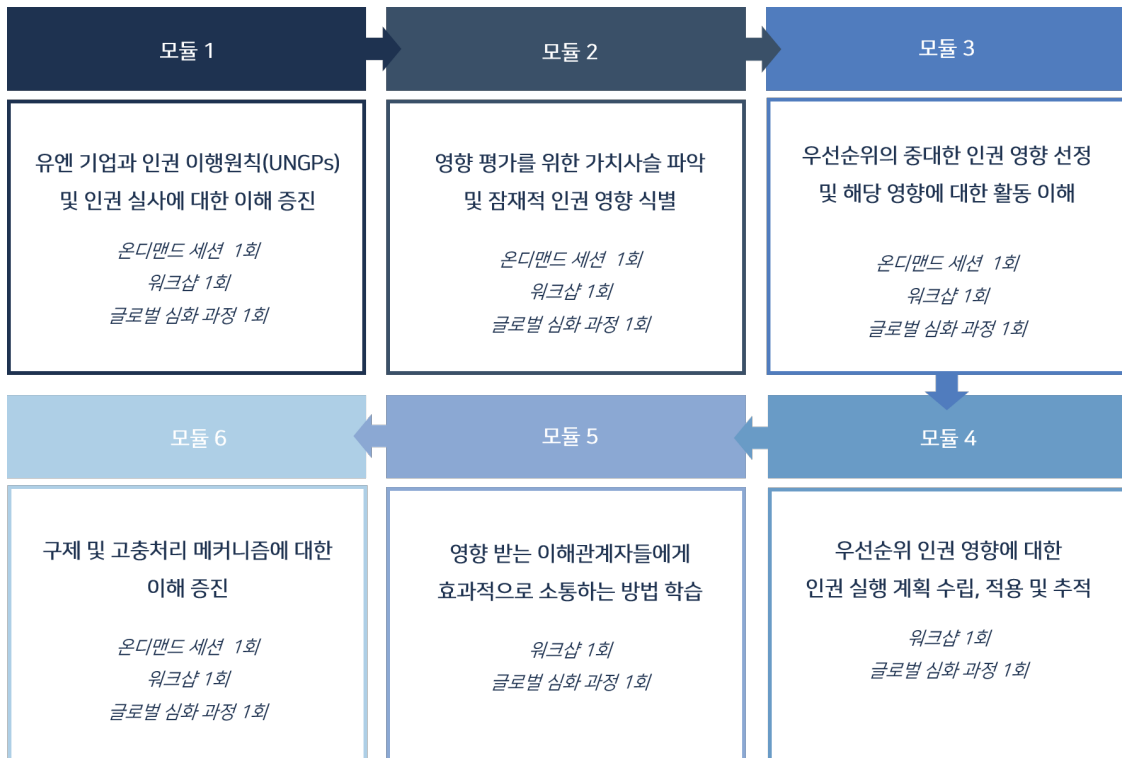 모듈 1
유엔 기업과 인권 이행원칙(UNGPs)
및 인권 실사에 대한 이해 증진
온디맨드 세션 1회
워크샵 1회
글로벌 심화 과정 1회
모듈 2
영향 평가를 위한 가치사슬 파악
및 잠재적 인권 영향 식별
온디맨드 세션 1회
워크샵 1회
글로벌 심화 과정 1회
모듈 3
우선순위의 중대한 인권 영향 선정
및 해당 영향에 대한 활동 이해
온디맨드 세션 1회
워크샵 1회
글로벌 심화 과정 1회
모듈 4
우선순위 인권 영향에 대한
인권 실행 계획 수립, 적용 및 추적
워크샵 1회
글로벌 심화 과정 1회
모듈 5
영향 받는 이해관계자들에게
효과적으로 소통하는 방법 학습
워크샵 1회
글로벌 심화 과정 1회
모듈 6
구제 및 고충처리 메커니즘에 대한
이해 증진
온디맨드 세션 1회
워크샵 1회
글로벌 심화 과정 1회